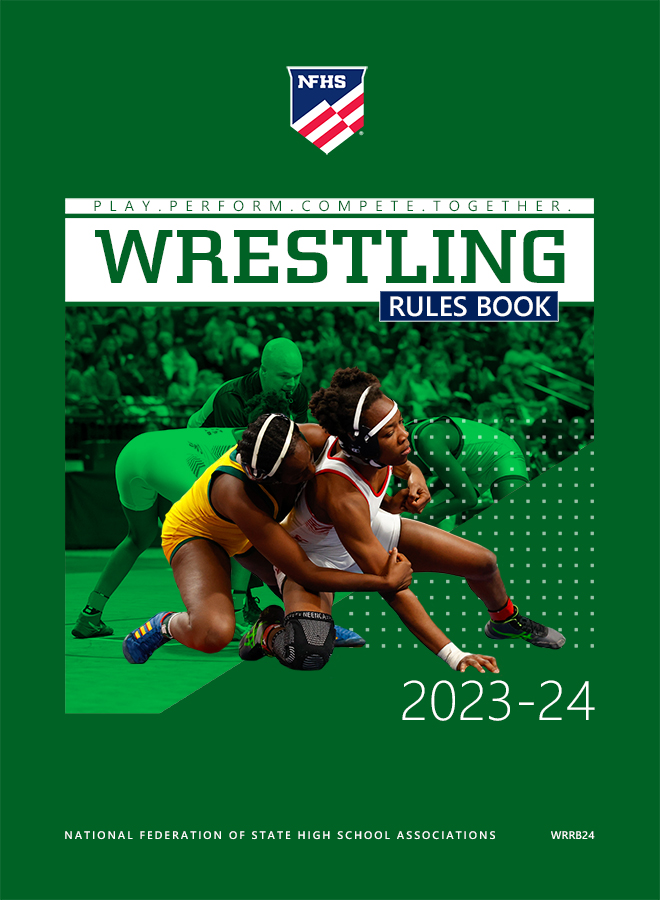 NFHS
PLAY.PERFORM.COMPETE.TOGETHER.
WRESTLING
RULES BOOK
2023-24
NATIONAL FEDERATION OF STATE HIGH SCHOOL ASSOCIATIONS WRRB24